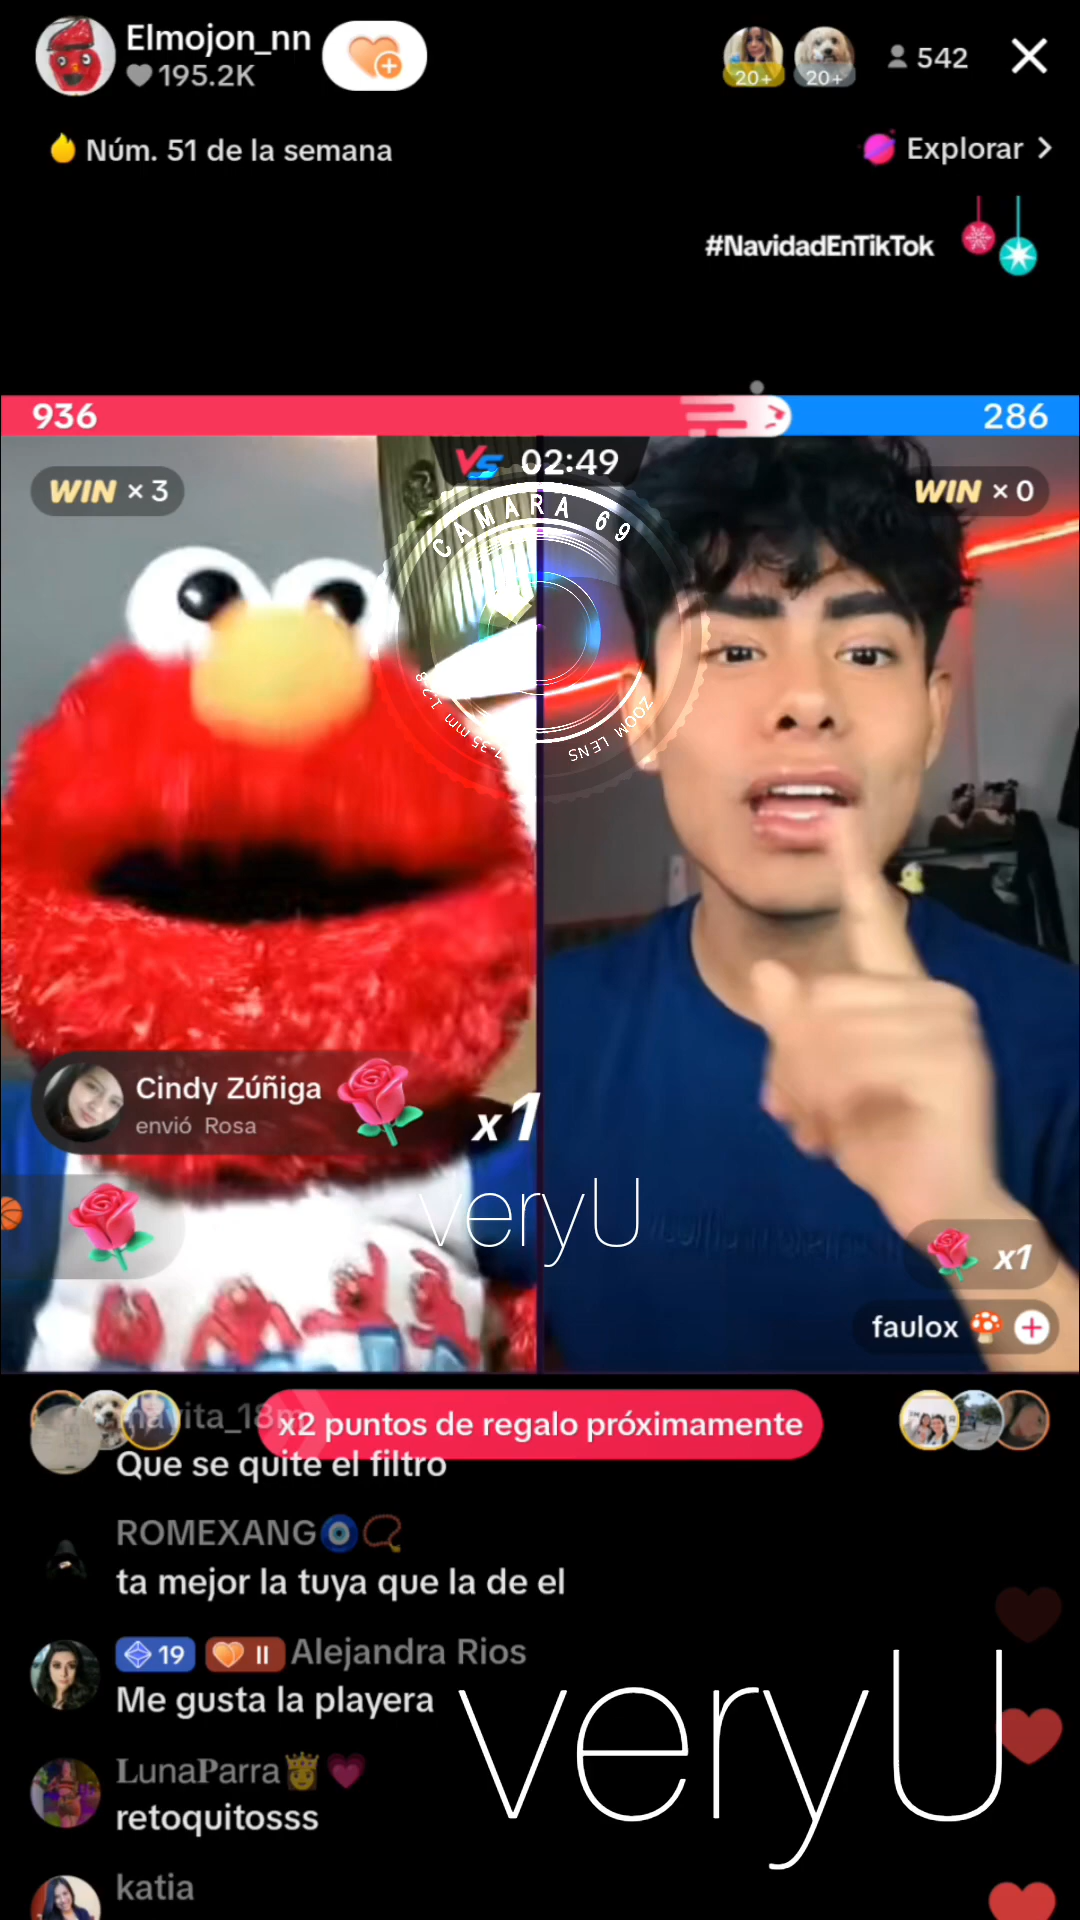 Elmojon_nn
195.2K
20+
20+
542
Núm. 51 de la semana
Explorar
#NavidadEnTikTok
936
286
Vs 02:49
WIN × 3
WIN × 0
CAMARA 69
ZOOM LENS
Cindy Zúñiga
envió Rosa
x1
veryU
x1
faulox
x2 puntos de regalo próximamente
Que se quite el filtro
ROMEXANG
ta mejor la tuya que la de el
19 II Alejandra Rios
Me gusta la playera
LunaParra
retoquitosss
veryU
katia